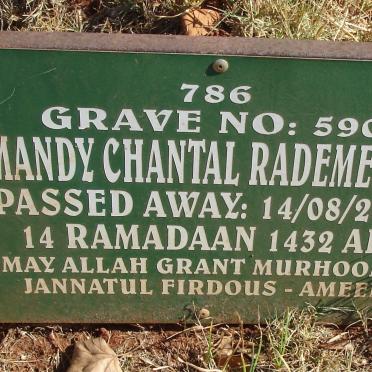 786
GRAVE NO: 590
MANDY CHANTAL RADEME
PASSED AWAY: 14/08/2
14 RAMADAAN 1432 A
MAY ALLAH GRANT MURHOO
JANNATUL FIRDOUS - AMEE